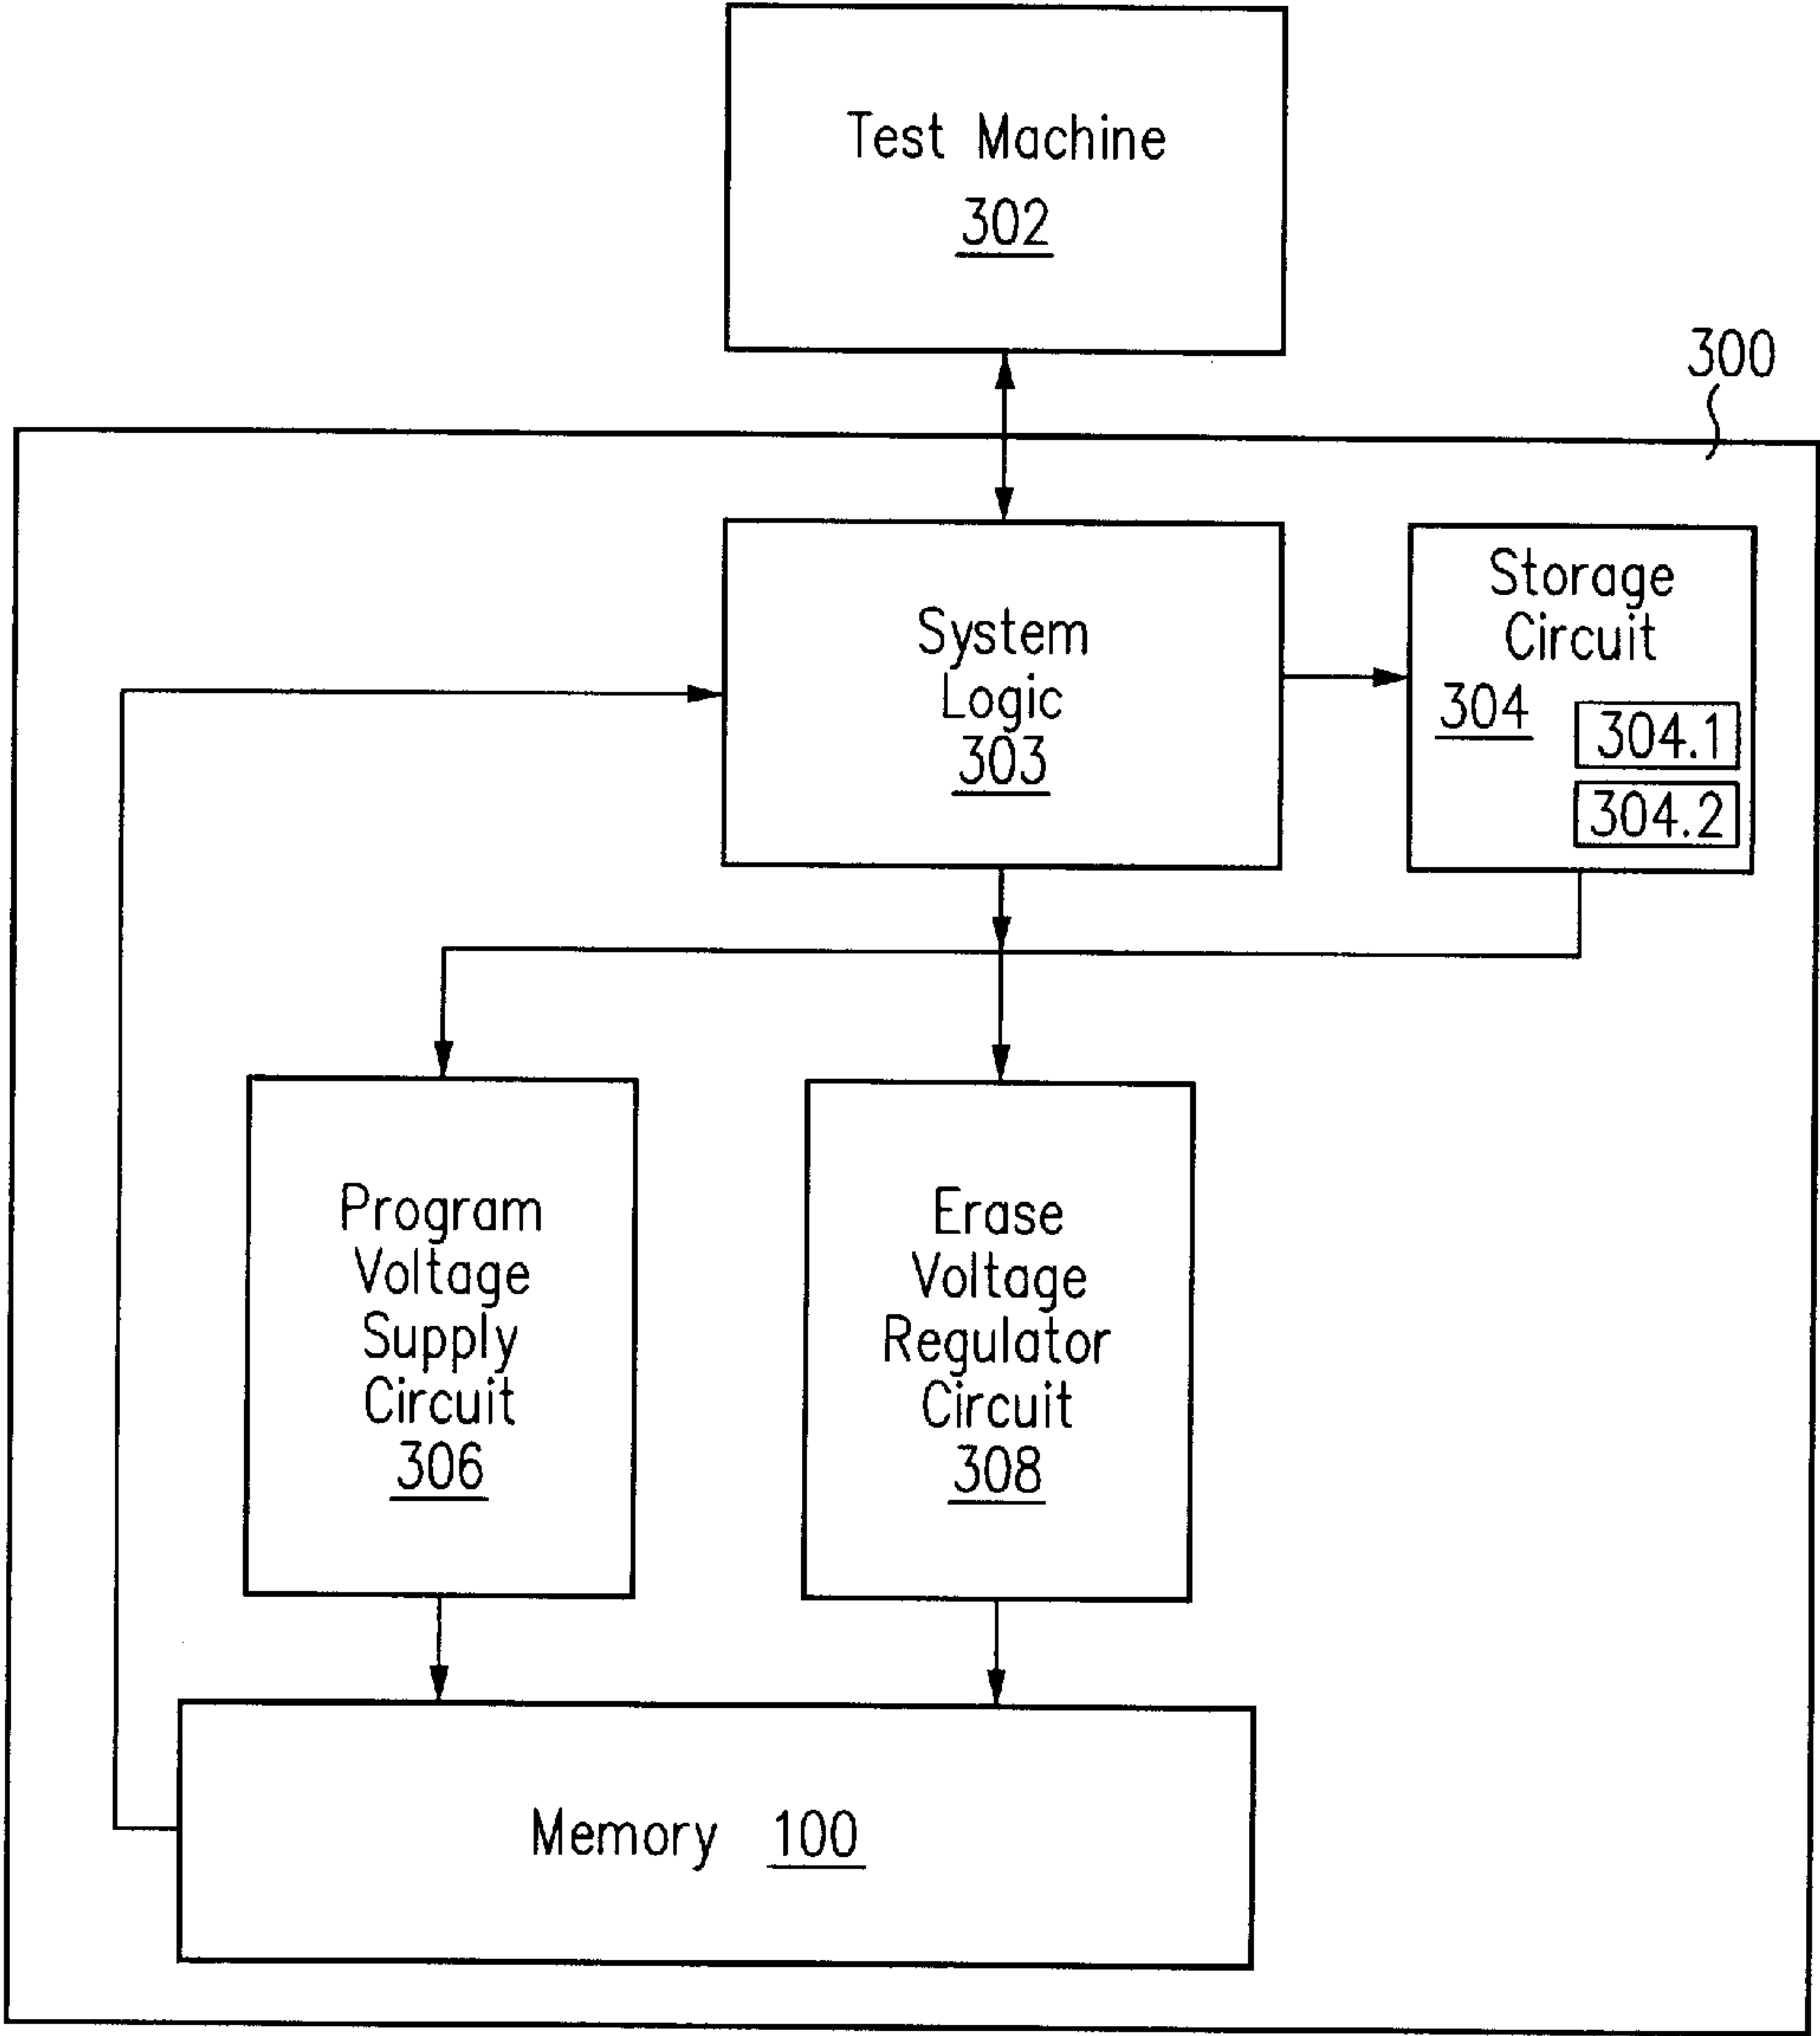 Test Machine
302
300
System
Logic
303
Storage
Circuit
304
304.1
304.2
Program
Voltage
Supply
Circuit
306
Erase
Voltage
Regulator
Circuit
308
Memory 100